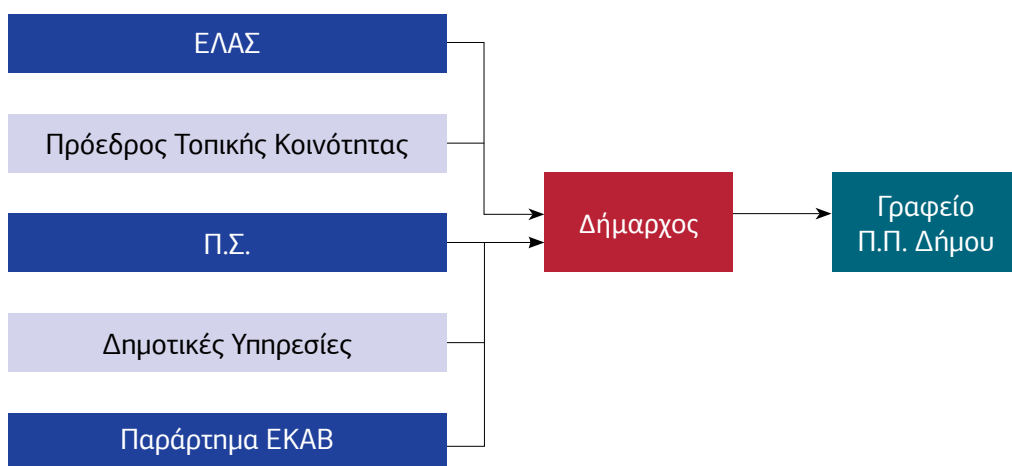 ΕΛΑΣ
Πρόεδρος Τοπικής Κοινότητας
Π.Σ.
Δημοτικές Υπηρεσίες
Παράρτημα ΕΚΑΒ
Δήμαρχος
Γραφείο
Π.Π. Δήμου